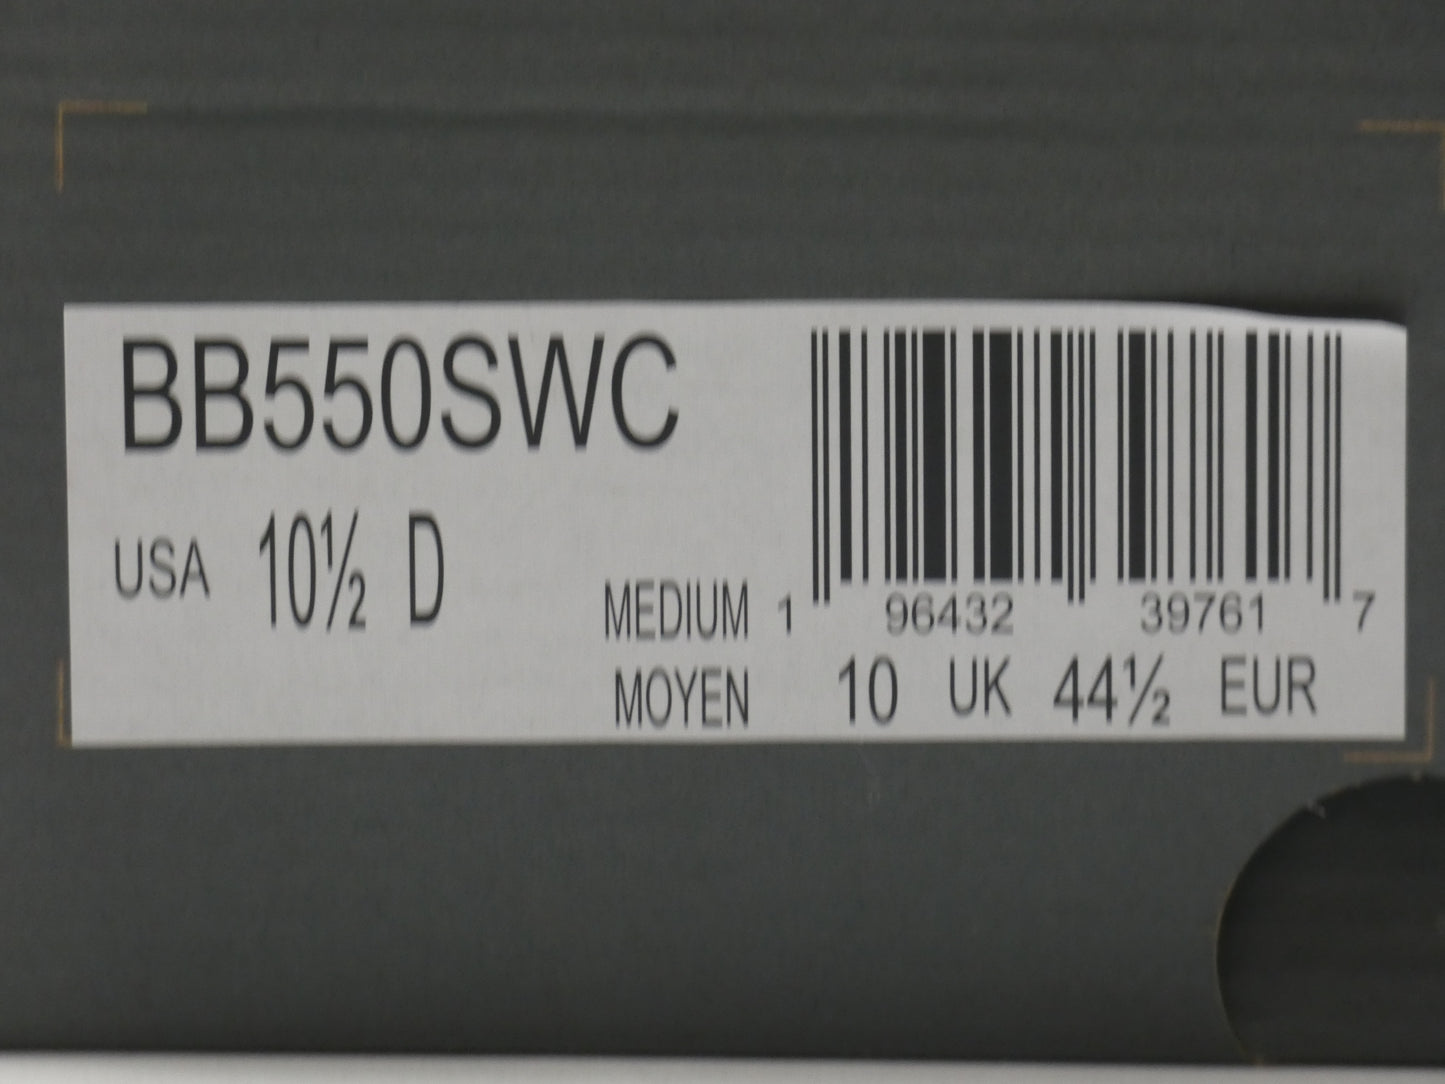 BB550SWC
USA 10½ D
MEDIUM
MOYEN
1 96432 39761 7
10 UK 44½ EUR